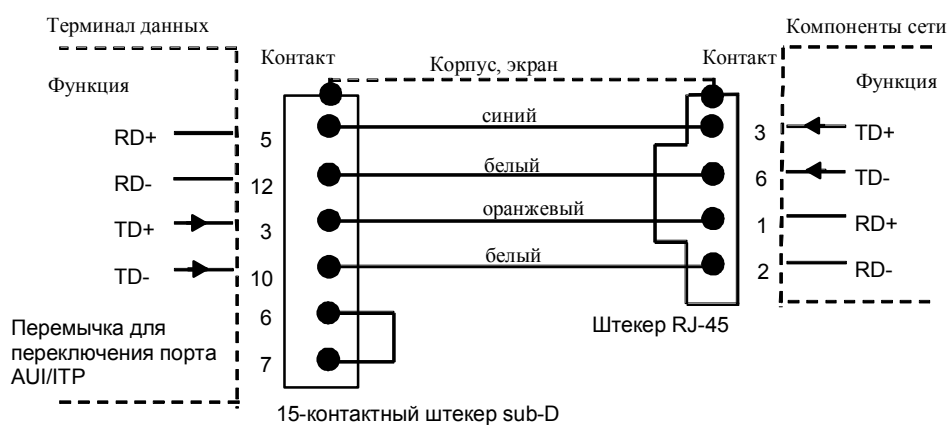 Терминал данных
Компоненты сети
Контакт
Корпус, экран
Контакт
Функция
Функция
RD+
5
синий
3
TD+
RD-
12
белый
6
TD-
TD+
3
оранжевый
1
RD+
TD-
10
белый
2
RD-
6
Штекер RJ-45
Перемычка для
переключения порта
AUI/ITP
7
15-контактный штекер sub-D